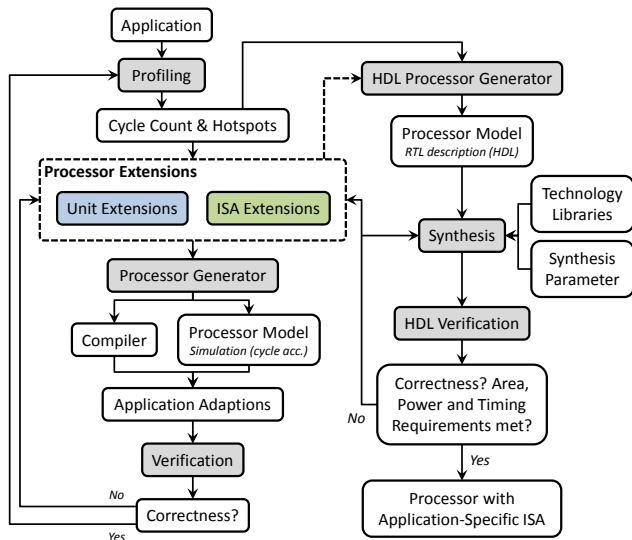 Application
Profiling
Cycle Count & Hotspots
Processor Extensions
Unit Extensions
ISA Extensions
Processor Generator
Compiler
Processor Model
Simulation (cycle acc.)
Application Adaptions
Verification
No
Correctness?
Yes
HDL Processor Generator
Processor Model
RTL description (HDL)
Technology
Libraries
Synthesis
Synthesis
Parameter
HDL Verification
Correctness? Area,
Power and Timing
Requirements met?
No
Yes
Processor with
Application-Specific ISA